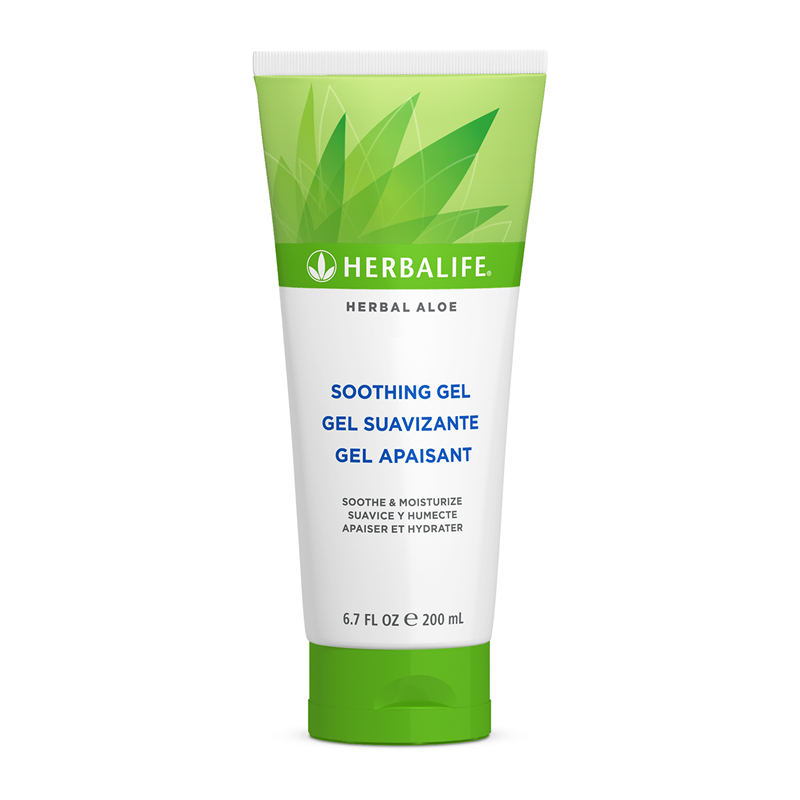 HERBALIFE®
HERBAL ALOE
SOOTHING GEL
GEL SUAVIZANTE
GEL APAISANT
SOOTHE & MOISTURIZE
SUAVICE Y HUMECTE
APAISER ET HYDRATER
6.7 FL OZ ℮ 200 mL